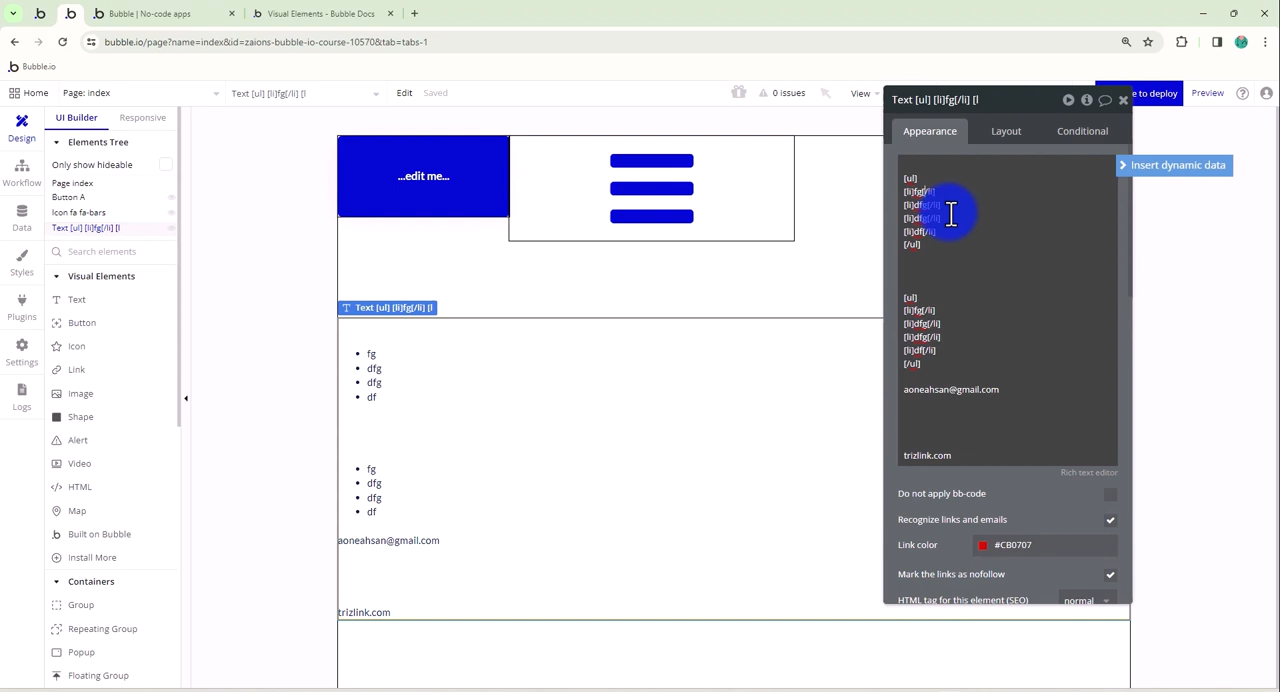 Bubble | No-code apps
Visual Elements - Bubble Docs
bubble.io/page?name=index&id=zaions-bubble-io-course-10570&tab=tabs-1
Bubble.io
Home
Page: index
Text [ul] [li]fg[/li] [l
Edit
Saved
0 issues
View
e to deploy
Preview
Design
Workflow
Data
Styles
Plugins
Settings
Logs
UI Builder
Responsive
Elements Tree
Only show hideable
Page index
Button A
Icon fa fa-bars
Text [ul] [li]fg[/li] [l
Search elements
Visual Elements
Text
Button
Icon
Link
Image
Shape
Alert
Video
HTML
Map
Built on Bubble
Install More
Containers
Group
Repeating Group
Popup
Floating Group
...edit me...
Text [ul] [li]fg[/li] [l
fg
dfg
dfg
df
fg
dfg
dfg
df
aoneahsan@gmail.com
trizlink.com
Text [ul] [li]fg[/li] [l
Appearance
Layout
Conditional
Insert dynamic data
[ul]
[li]fg[/li]
[li]dfg[/li]
[li]dfg[/li]
[li]df[/li]
[/ul]
[ul]
[li]fg[/li]
[li]dfg[/li]
[li]dfg[/li]
[li]df[/li]
[/ul]
aoneahsan@gmail.com
trizlink.com
Rich text editor
Do not apply bb-code
Recognize links and emails
Link color
#CB0707
Mark the links as nofollow
HTML tag for this element (SEO)
normal